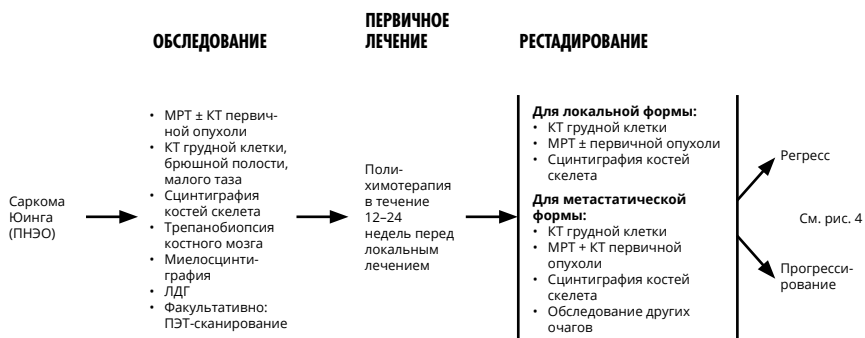 ОБСЛЕДОВАНИЕ
ПЕРВИЧНОЕ
ЛЕЧЕНИЕ
РЕСТАДИРОВАНИЕ
Саркома
Юинга
(ПНЭО)
• МРТ ± КТ первич-
ной опухоли
• КТ грудной клетки,
брюшной полости,
малого таза
• Сцинтиграфия
костей скелета
• Трепанобиопсия
костного мозга
• Миелосцинти-
графия
• ЛДГ
• Факультативно:
ПЭТ-сканирование
Поли-
химотерапия
в течение
12–24
недель перед
локальным
лечением
Для локальной формы:
• КТ грудной клетки
• МРТ ± первичной опухоли
• Сцинтиграфия костей
скелета
Для метастатической
формы:
• КТ грудной клетки
• МРТ + КТ первичной
опухоли
• Сцинтиграфия костей
скелета
• Обследование других
очагов
Регресс
См. рис. 4
Прогресси-
рование